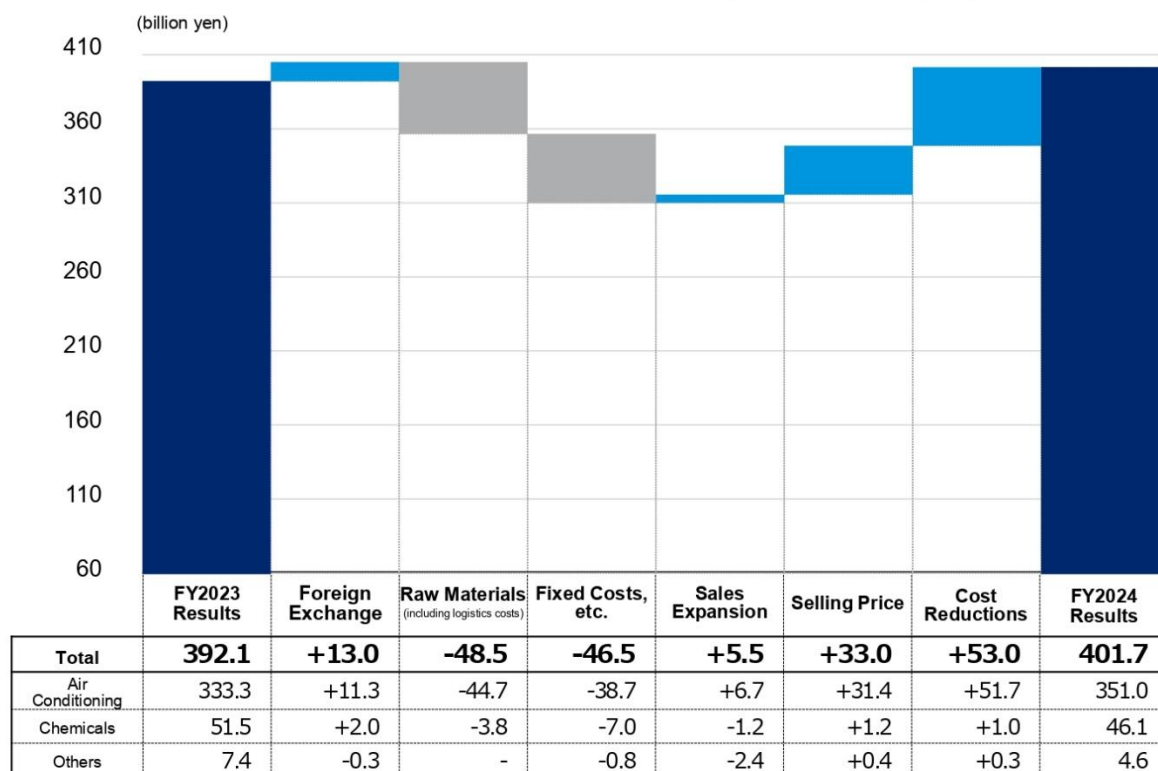 (billion yen)
410
360
310
260
210
160
110
60
FY2023 Results
Foreign Exchange
Raw Materials (including logistics costs)
Fixed Costs, etc.
Sales Expansion
Selling Price
Cost Reductions
FY2024 Results
Total 392.1 +13.0 -48.5 -46.5 +5.5 +33.0 +53.0 401.7
Air Conditioning 333.3 +11.3 -44.7 -38.7 +6.7 +31.4 +51.7 351.0
Chemicals 51.5 +2.0 -3.8 -7.0 -1.2 +1.2 +1.0 46.1
Others 7.4 -0.3 - -0.8 -2.4 +0.4 +0.3 4.6